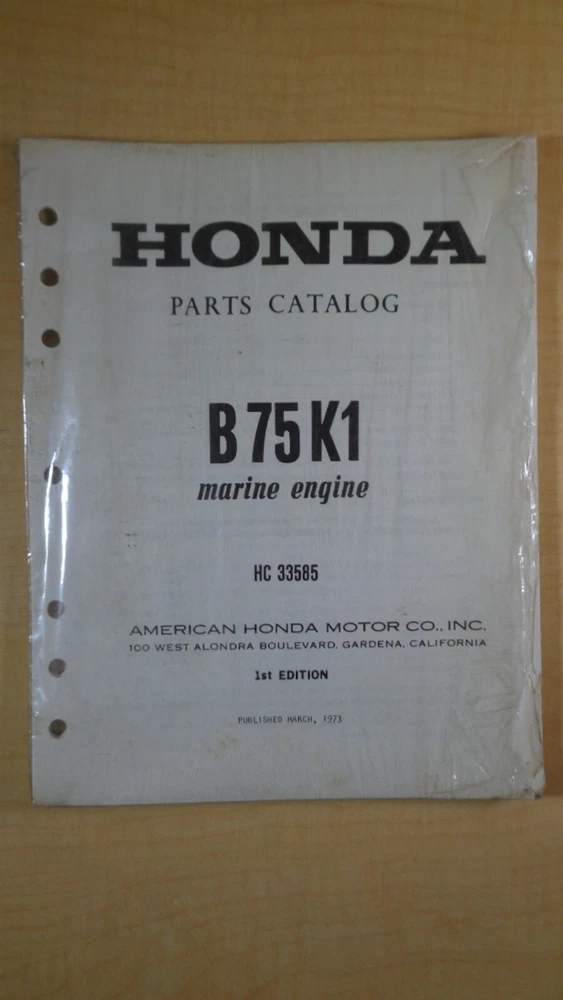 HONDA
PARTS CATALOG
B75K1
marine engine
HC 33585
AMERICAN HONDA MOTOR CO., INC.
100 WEST ALONDRA BOULEVARD, GARDENA, CALIFORNIA
1st EDITION
PUBLISHED MARCH, 1973